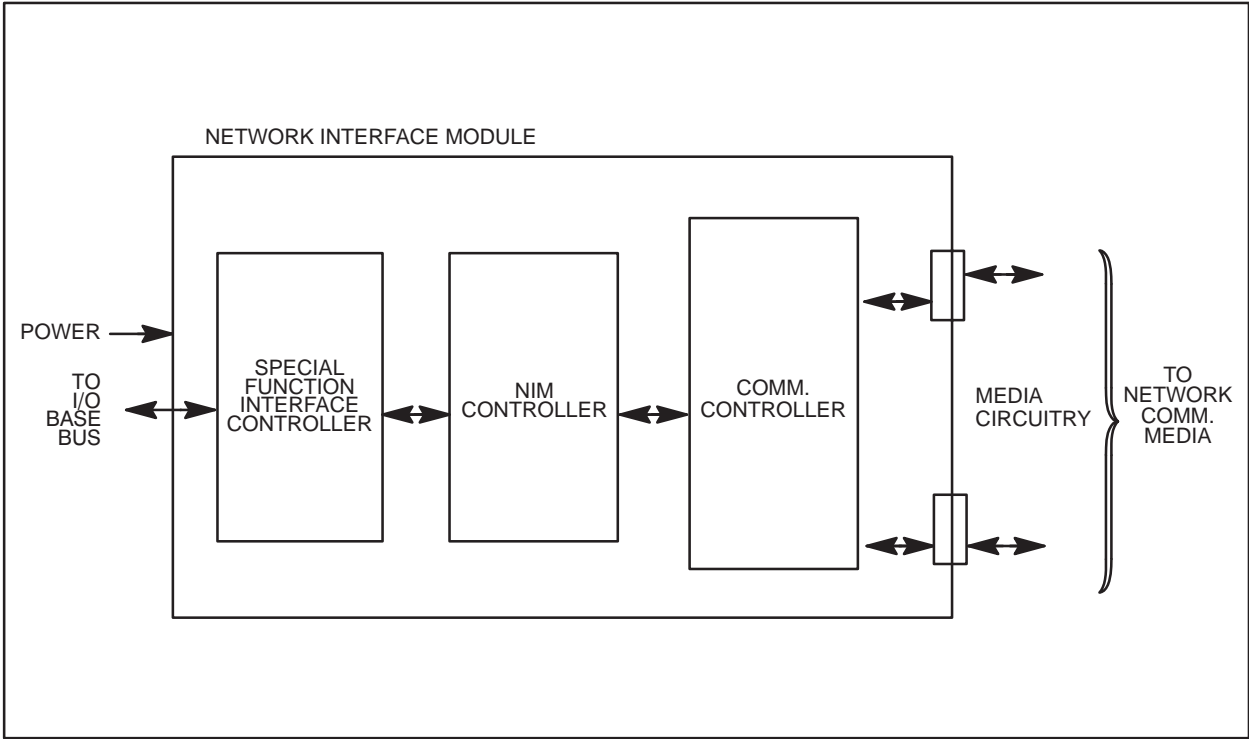 NETWORK INTERFACE MODULE
POWER
TO
I/O
BASE
BUS
SPECIAL
FUNCTION
INTERFACE
CONTROLLER
NIM
CONTROLLER
COMM.
CONTROLLER
MEDIA
CIRCUITRY
TO
NETWORK
COMM.
MEDIA